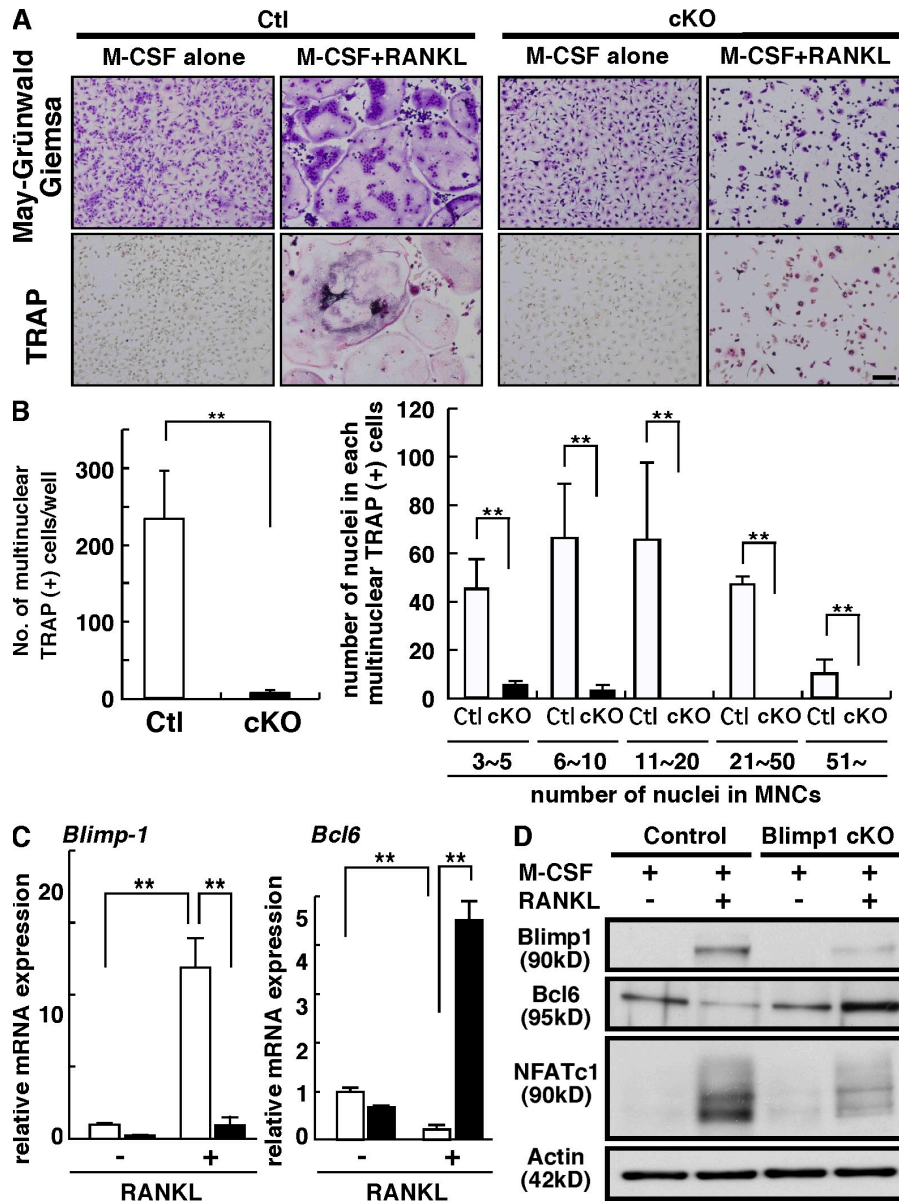 A
Ctl cKO
M-CSF alone M-CSF+RANKL M-CSF alone M-CSF+RANKL
May-Grünwald
Giemsa
TRAP
B
No. of multinuclear
TRAP (+) cells/well
300
200
100
0
**
Ctl cKO
number of nuclei in each
multinuclear TRAP (+) cells
120
100
80
60
40
20
0
** ** ** ** **
Ctl cKO Ctl cKO Ctl cKO Ctl cKO Ctl cKO
3~5 6~10 11~20 21~50 51~
number of nuclei in MNCs
C
Blimp-1
relative mRNA expression
20
10
0
** **
- +
RANKL
Bcl6
relative mRNA expression
5
4
3
2
1
0
** **
- +
RANKL
D
Control Blimp1 cKO
M-CSF + + + +
RANKL - + - +
Blimp1
(90kD)
Bcl6
(95kD)
NFATc1
(90kD)
Actin
(42kD)